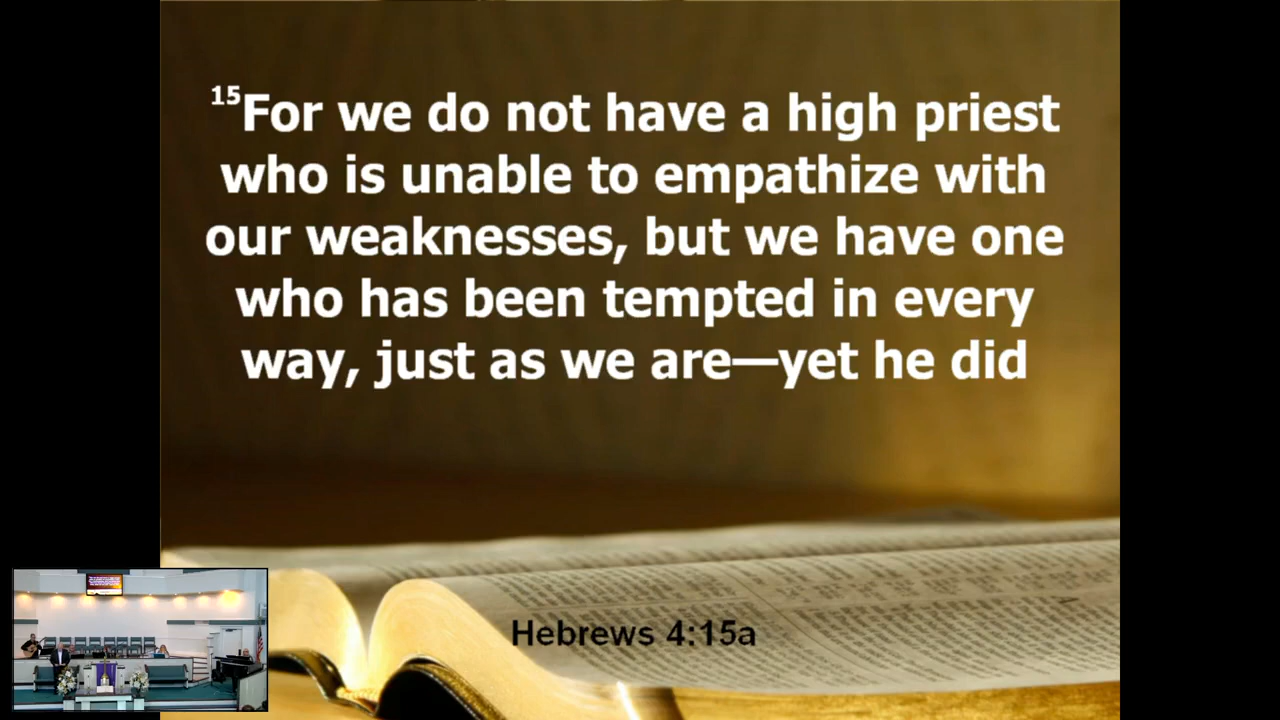 15For we do not have a high priest
who is unable to empathize with
our weaknesses, but we have one
who has been tempted in every
way, just as we are—yet he did
Hebrews 4:15a